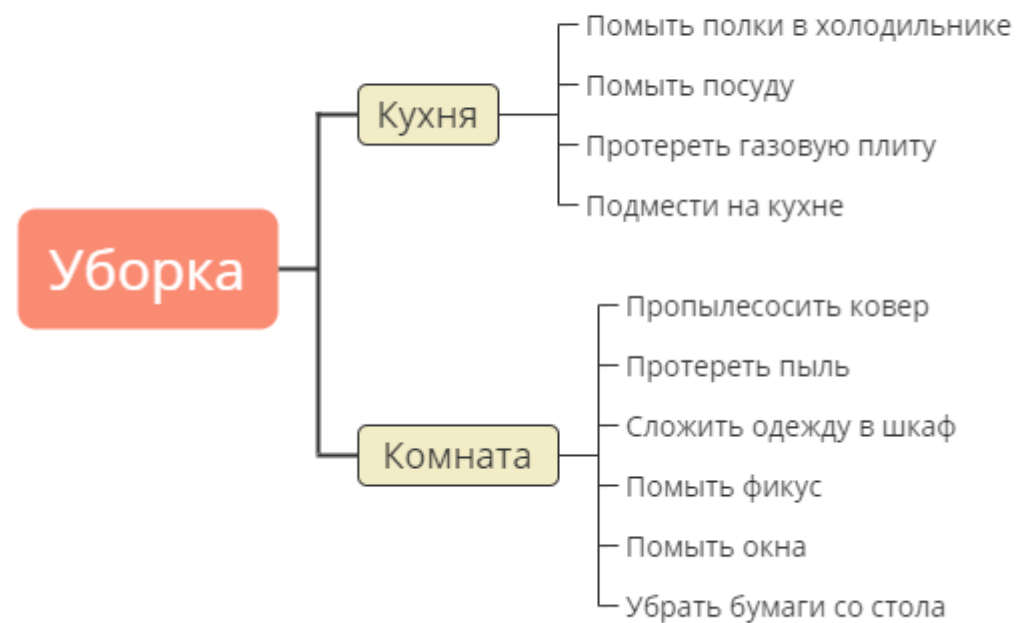 Уборка
Кухня
Помыть полки в холодильнике
Помыть посуду
Протереть газовую плиту
Подмести на кухне
Комната
Пропылесосить ковер
Протереть пыль
Сложить одежду в шкаф
Помыть фикус
Помыть окна
Убрать бумаги со стола